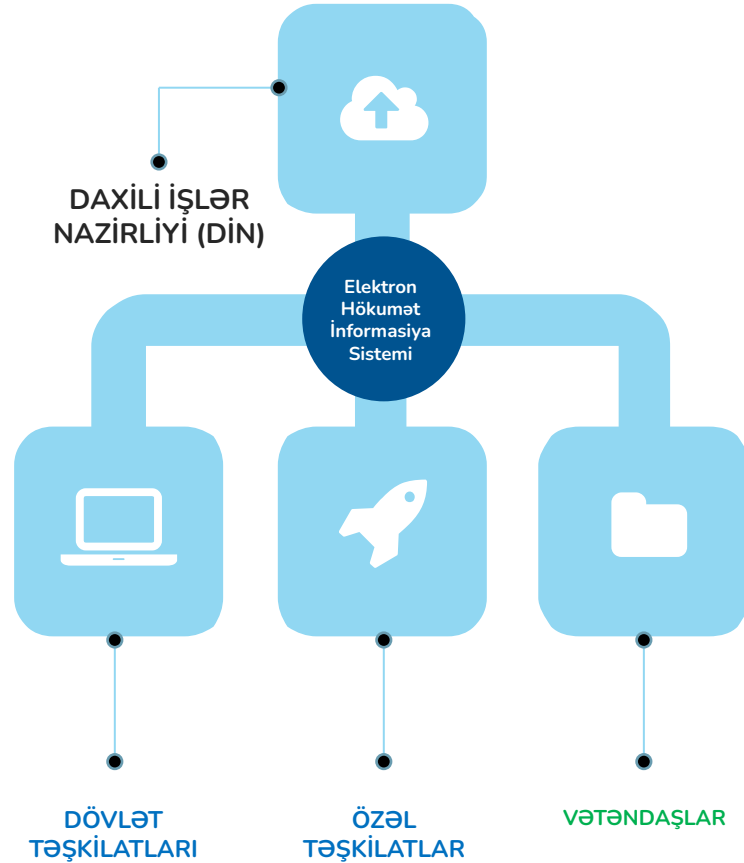 DAXİLİ İŞLƏR
NAZİRLİYİ (DİN)
Elektron
Hökumət
İnformasiya
Sistemi
DÖVLƏT
TƏŞKİLATLARI
ÖZƏL
TƏŞKİLATLAR
VƏTƏNDAŞLAR